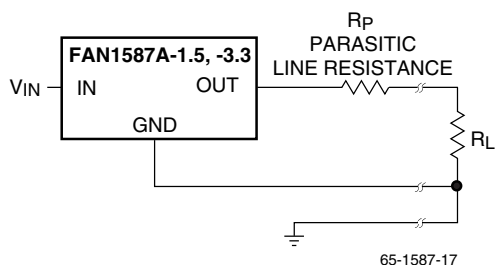 RP
PARASITIC
LINE RESISTANCE
FAN1587A-1.5, -3.3
VIN
IN
OUT
GND
RL
65-1587-17